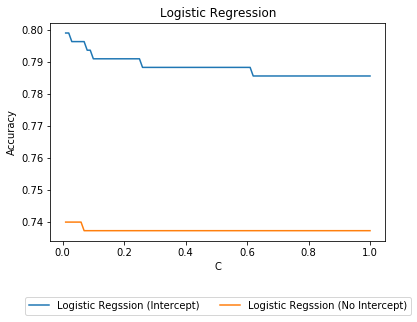 Logistic Regression
0.80
0.79
0.78
0.77
0.76
0.75
0.74
Accuracy
0.0 0.2 0.4 0.6 0.8 1.0
C
Logistic Regssion (Intercept) Logistic Regssion (No Intercept)